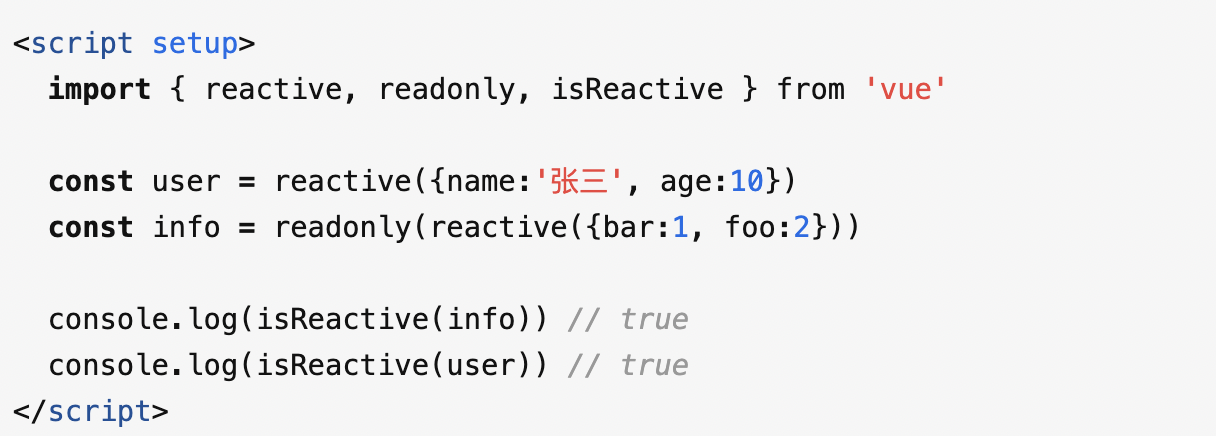 <script setup>
  import { reactive, readonly, isReactive } from 'vue'

  const user = reactive({name:'张三', age:10})
  const info = readonly(reactive({bar:1, foo:2}))

  console.log(isReactive(info)) // true
  console.log(isReactive(user)) // true
</script>